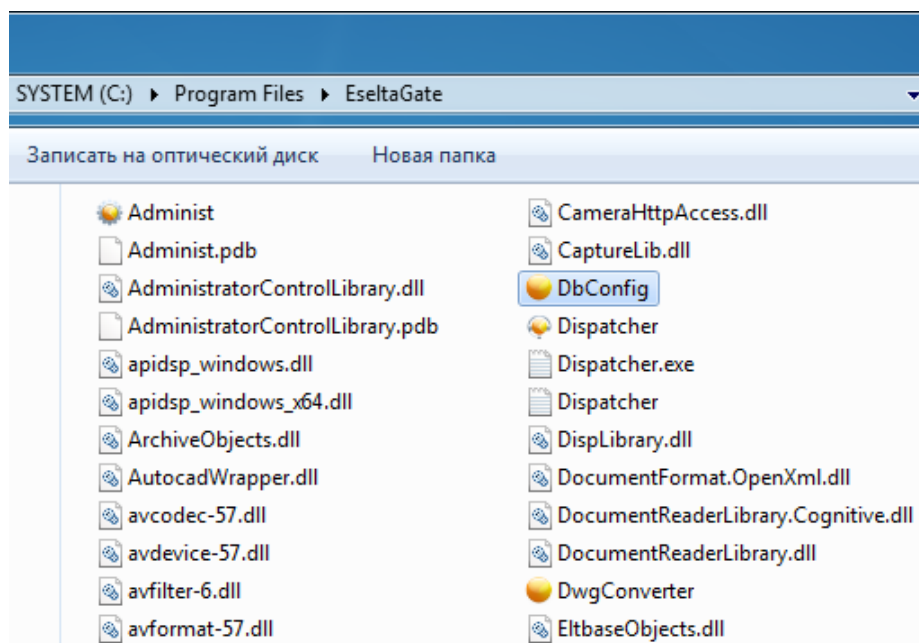 SYSTEM (C:) ▸ Program Files ▸ EseltaGate
Записать на оптический диск Новая папка
Administ
Administ.pdb
AdministratorControlLibrary.dll
AdministratorControlLibrary.pdb
apidsp_windows.dll
apidsp_windows_x64.dll
ArchiveObjects.dll
AutocadWrapper.dll
avcodec-57.dll
avdevice-57.dll
avfilter-6.dll
avformat-57.dll
CameraHttpAccess.dll
CaptureLib.dll
DbConfig
Dispatcher
Dispatcher.exe
Dispatcher
DispLibrary.dll
DocumentFormat.OpenXml.dll
DocumentReaderLibrary.Cognitive.dll
DocumentReaderLibrary.dll
DwgConverter
EltbaseObjects.dll